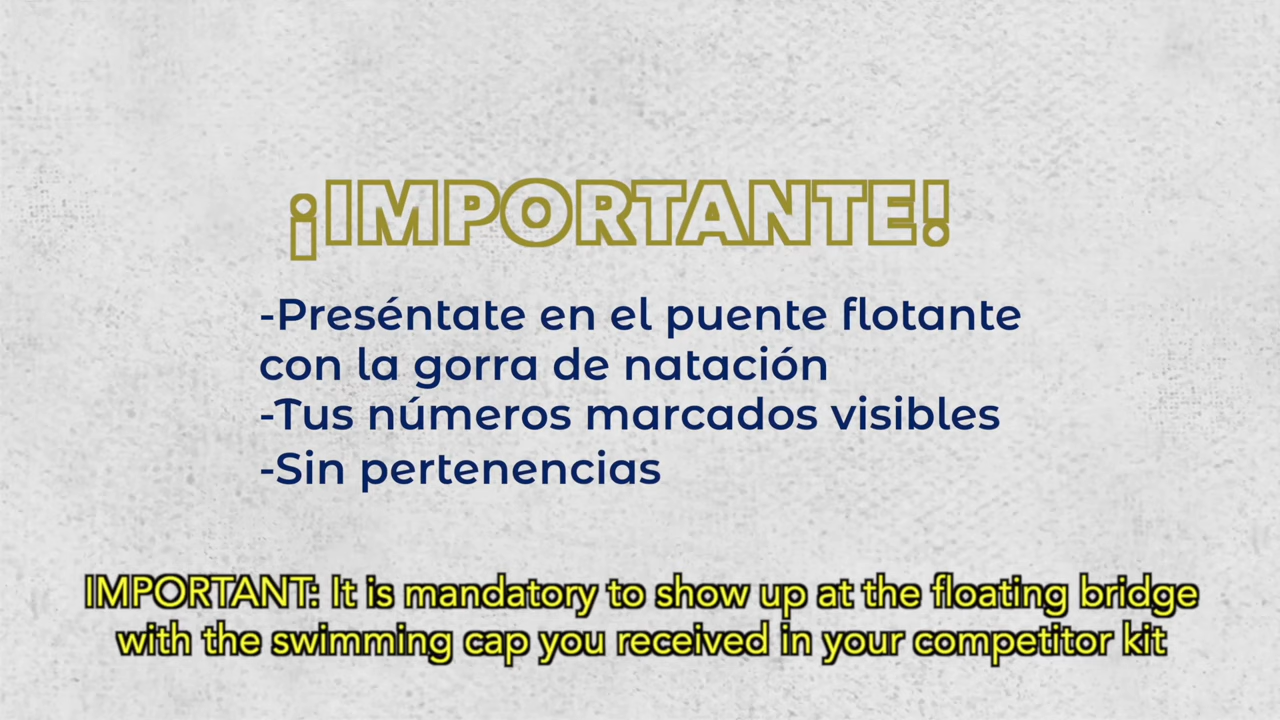 ¡IMPORTANTE!
-Preséntate en el puente flotante
con la gorra de natación
-Tus números marcados visibles
-Sin pertenencias
IMPORTANT: It is mandatory to show up at the floating bridge
with the swimming cap you received in your competitor kit